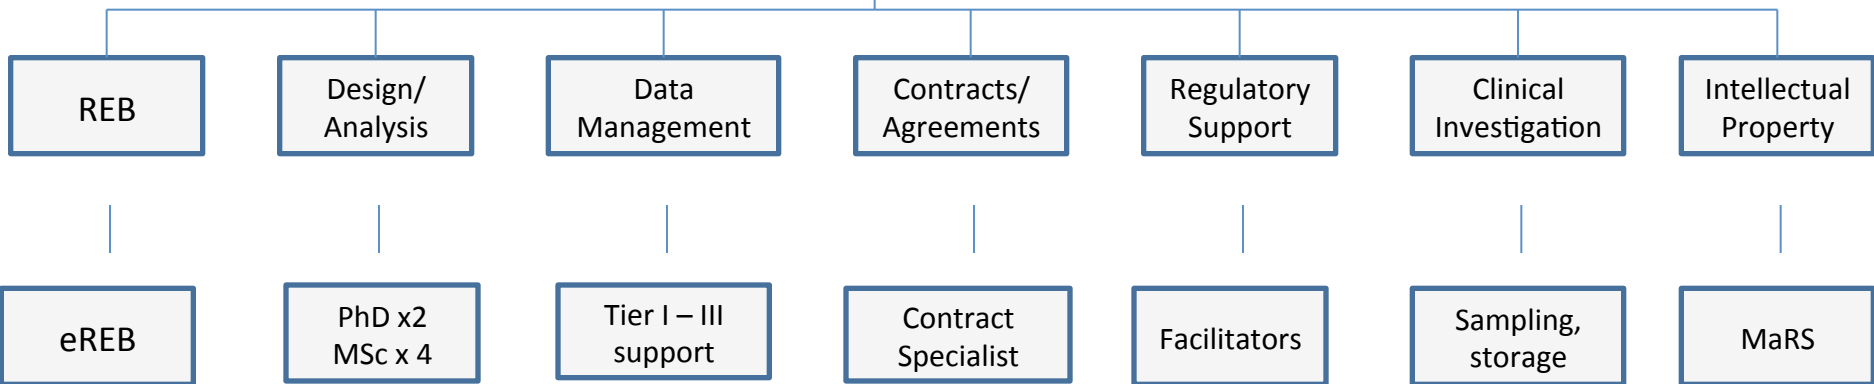 REB
Design/
Analysis
Data
Management
Contracts/
Agreements
Regulatory
Support
Clinical
Investigation
Intellectual
Property
eREB
PhD x2
MSc x 4
Tier I – III
support
Contract
Specialist
Facilitators
Sampling,
storage
MaRS